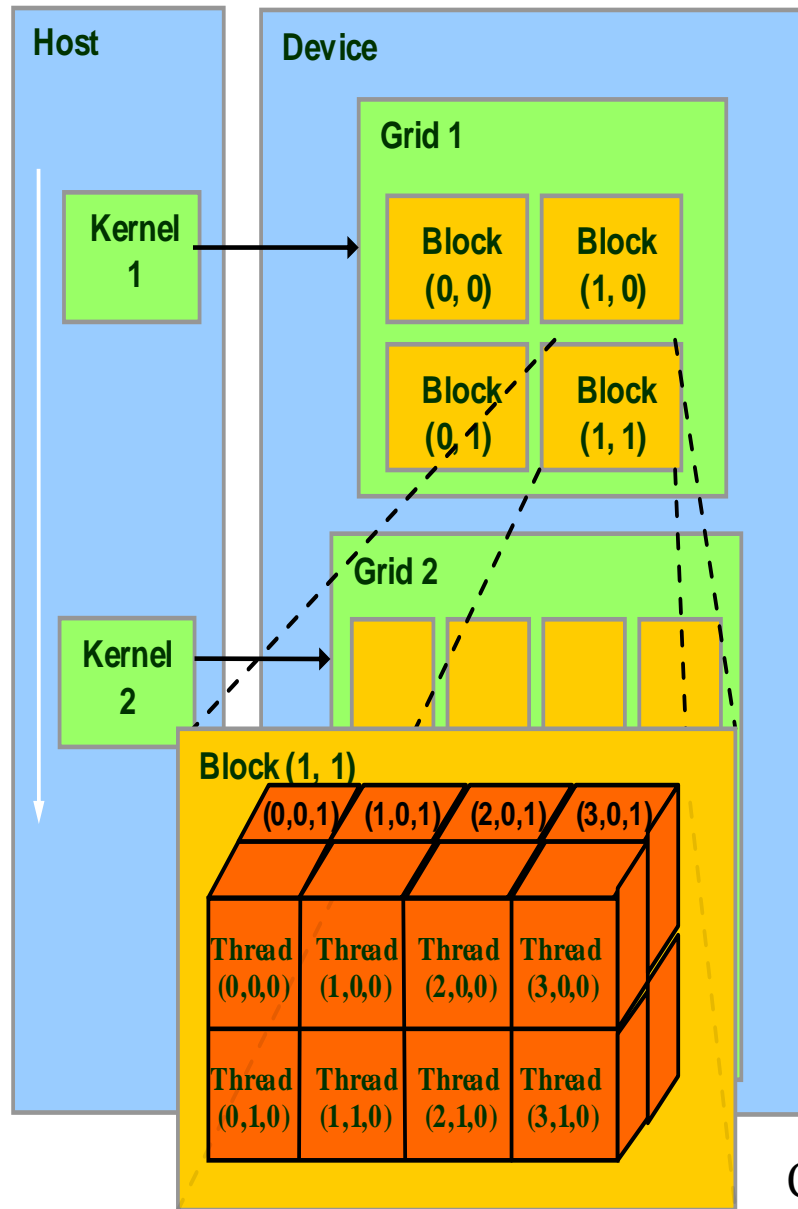 Host
Device
Grid 1
Kernel
1
Block
(0, 0)
Block
(1, 0)
Block
(0, 1)
Block
(1, 1)
Grid 2
Kernel
2
Block (1, 1)
(0,0,1) (1,0,1) (2,0,1) (3,0,1)
Thread
(0,0,0)
Thread
(1,0,0)
Thread
(2,0,0)
Thread
(3,0,0)
Thread
(0,1,0)
Thread
(1,1,0)
Thread
(2,1,0)
Thread
(3,1,0)